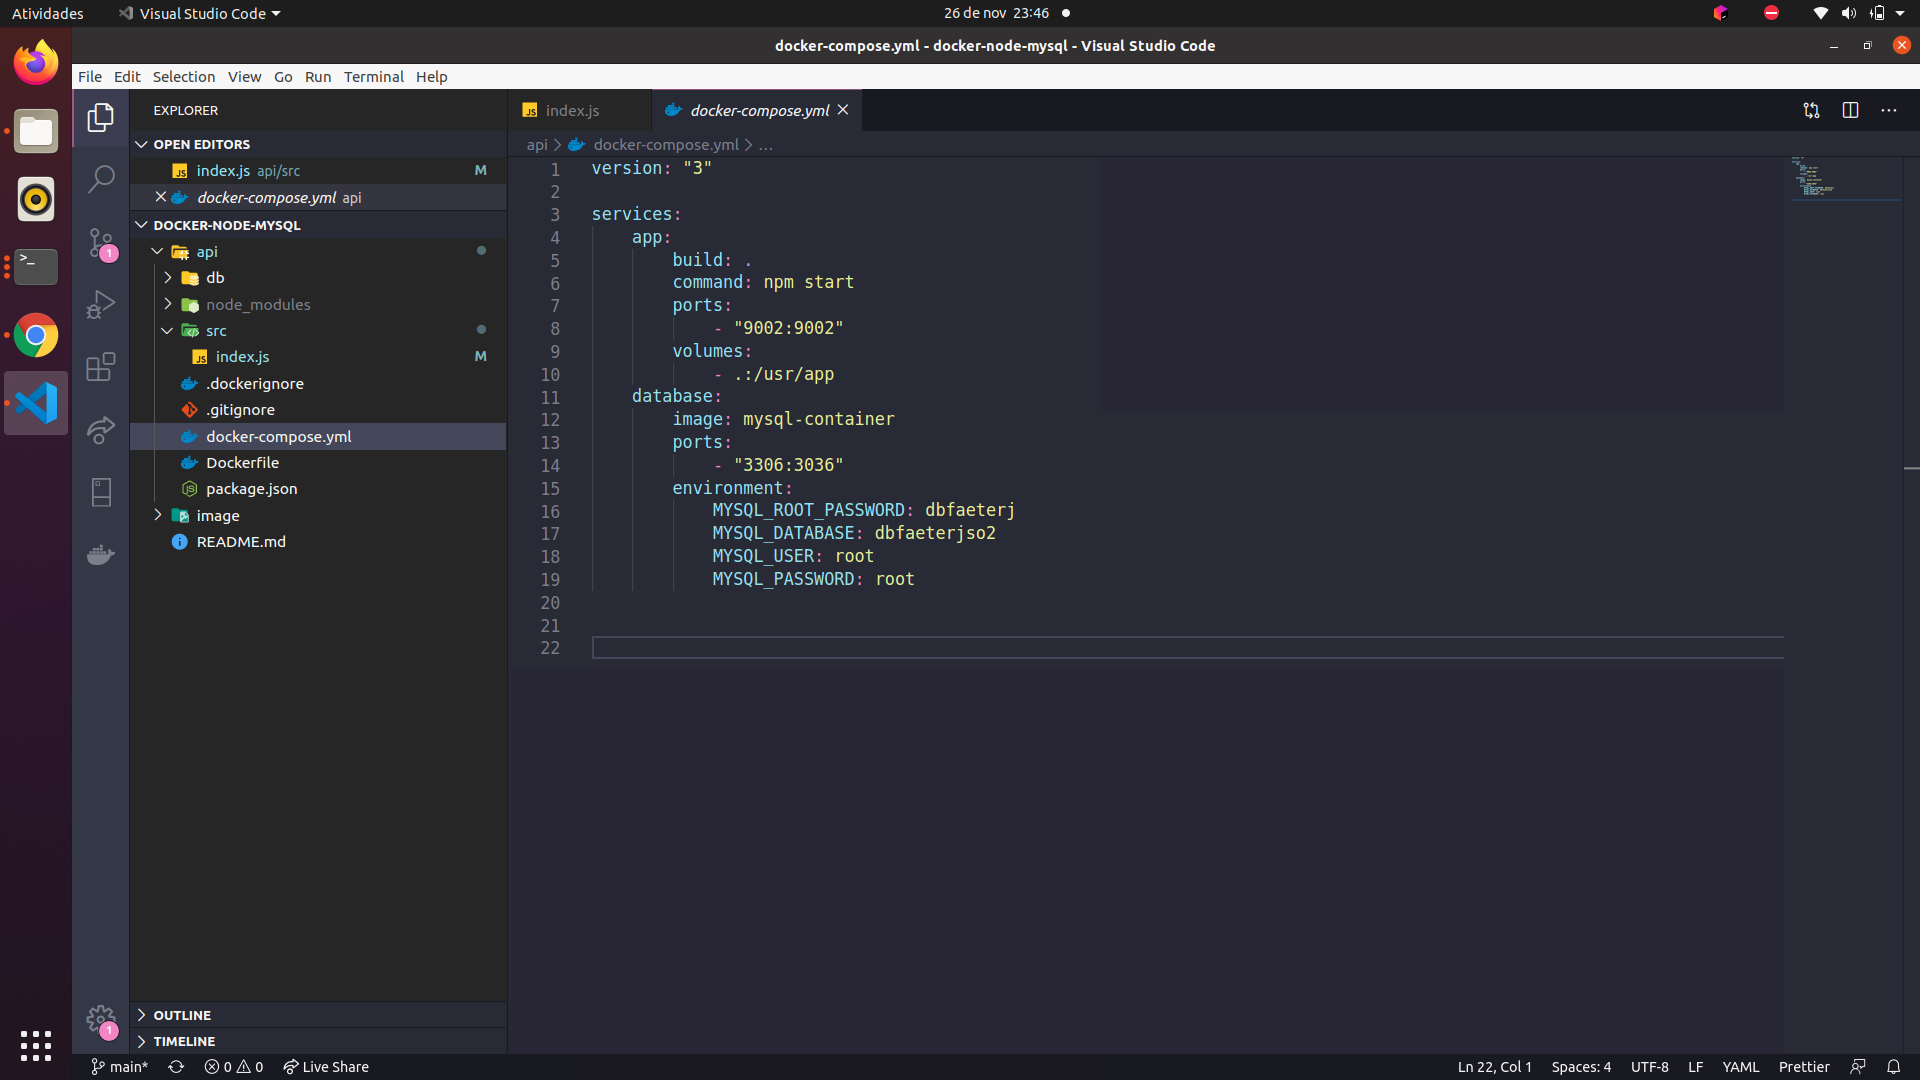 Atividades
Visual Studio Code
26 de nov 23:46
docker-compose.yml - docker-node-mysql - Visual Studio Code
File Edit Selection View Go Run Terminal Help
EXPLORER
OPEN EDITORS
index.js api/src M
docker-compose.yml api
DOCKER-NODE-MYSQL
api
db
node_modules
src
index.js M
.dockerignore
.gitignore
docker-compose.yml
Dockerfile
package.json
image
README.md
OUTLINE
TIMELINE
1
1
index.js
docker-compose.yml
api > docker-compose.yml > ...
1 version: "3"
2
3 services:
4 app:
5 build: .
6 command: npm start
7 ports:
8 - "9002:9002"
9 volumes:
10 - .:/usr/app
11 database:
12 image: mysql-container
13 ports:
14 - "3306:3036"
15 environment:
16 MYSQL_ROOT_PASSWORD: dbfaeterj
17 MYSQL_DATABASE: dbfaeterjso2
18 MYSQL_USER: root
19 MYSQL_PASSWORD: root
20
21
22
main* 0 0 Live Share
Ln 22, Col 1 Spaces: 4 UTF-8 LF YAML Prettier